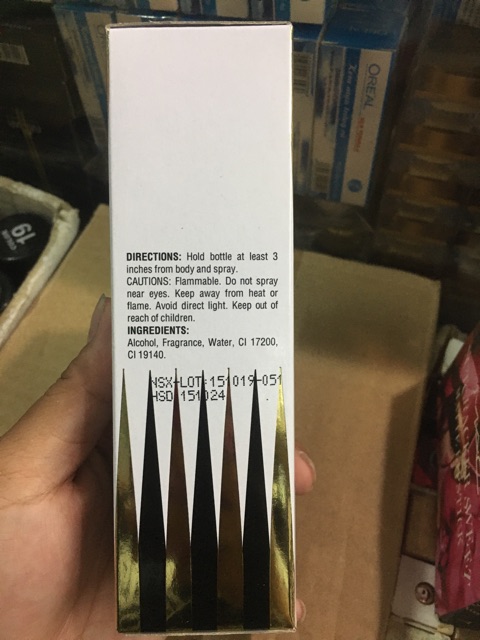 DIRECTIONS: Hold bottle at least 3
inches from body and spray.
CAUTIONS: Flammable. Do not spray
near eyes. Keep away from heat or
flame. Avoid direct light. Keep out of
reach of children.
INGREDIENTS:
Alcohol, Fragrance, Water, CI 17200,
CI 19140.
NSX-LOT:151019-051
HSD 151024
OREAL
19